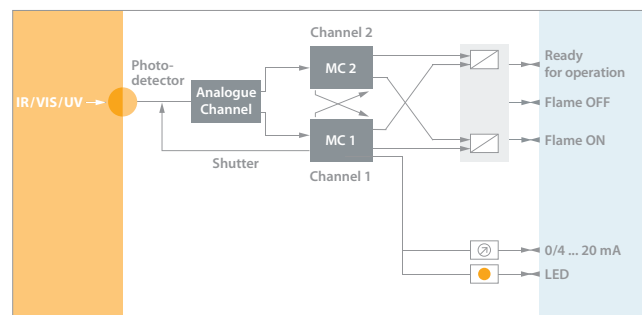 Channel 2
Photo-
detector
MC 2
Ready
for operation
IR/VIS/UV
Analogue
Channel
Flame OFF
MC 1
Flame ON
Shutter
Channel 1
0/4 ... 20 mA
LED